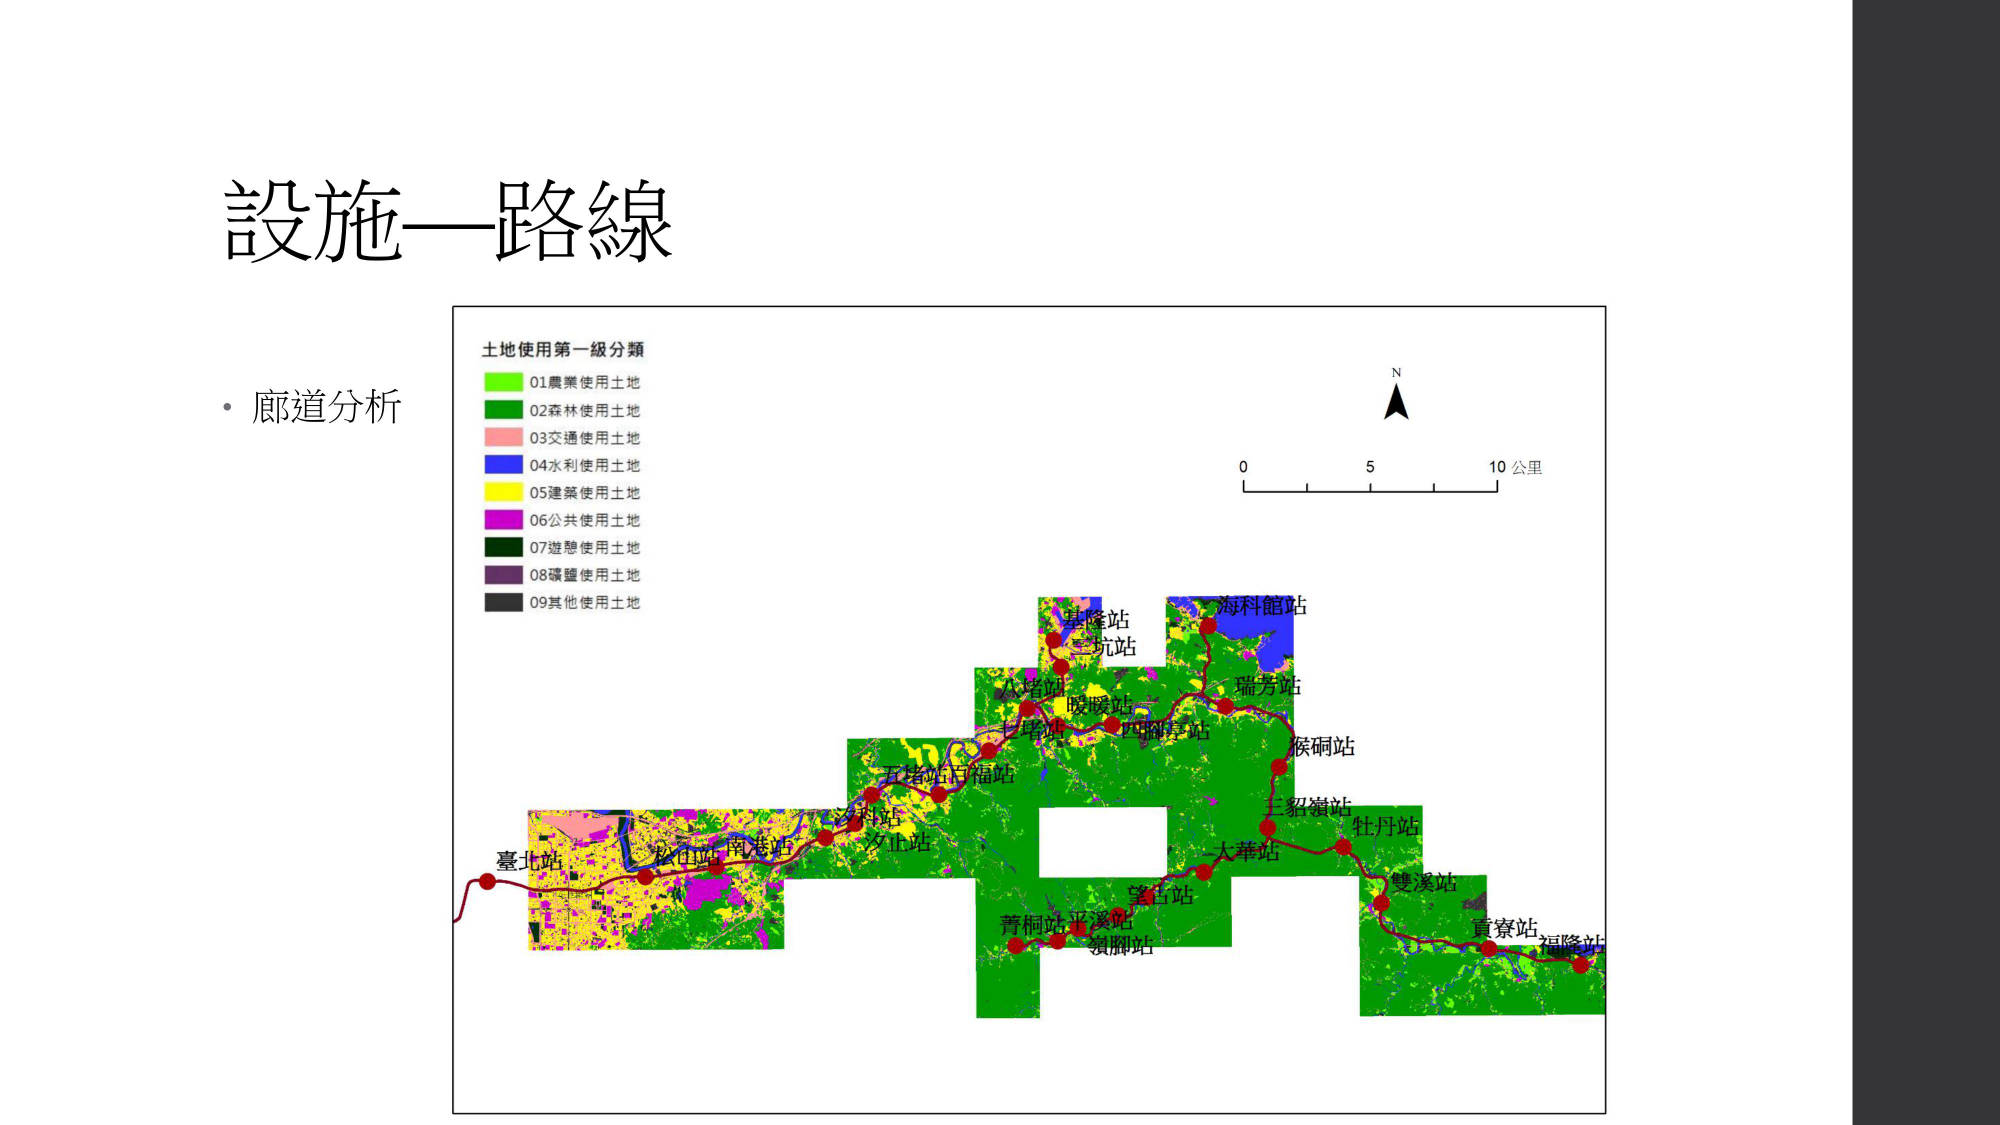 設施—路線
• 廊道分析
土地使用第一級分類
01農業使用土地
02森林使用土地
03交通使用土地
04水利使用土地
05建築使用土地
06公共使用土地
07遊憩使用土地
08礦鹽使用土地
09其他使用土地
N
0 5 10 公里
海科館站
基隆站
三坑站
八堵站
瑞芳站
暖暖站
七堵站
四腳亭站
猴硐站
五堵站
百福站
三貂嶺站
汐科站
牡丹站
汐止站
南港站
松山站
大華站
臺北站
雙溪站
望古站
菁桐站
平溪站
貢寮站
嶺腳站
福隆站